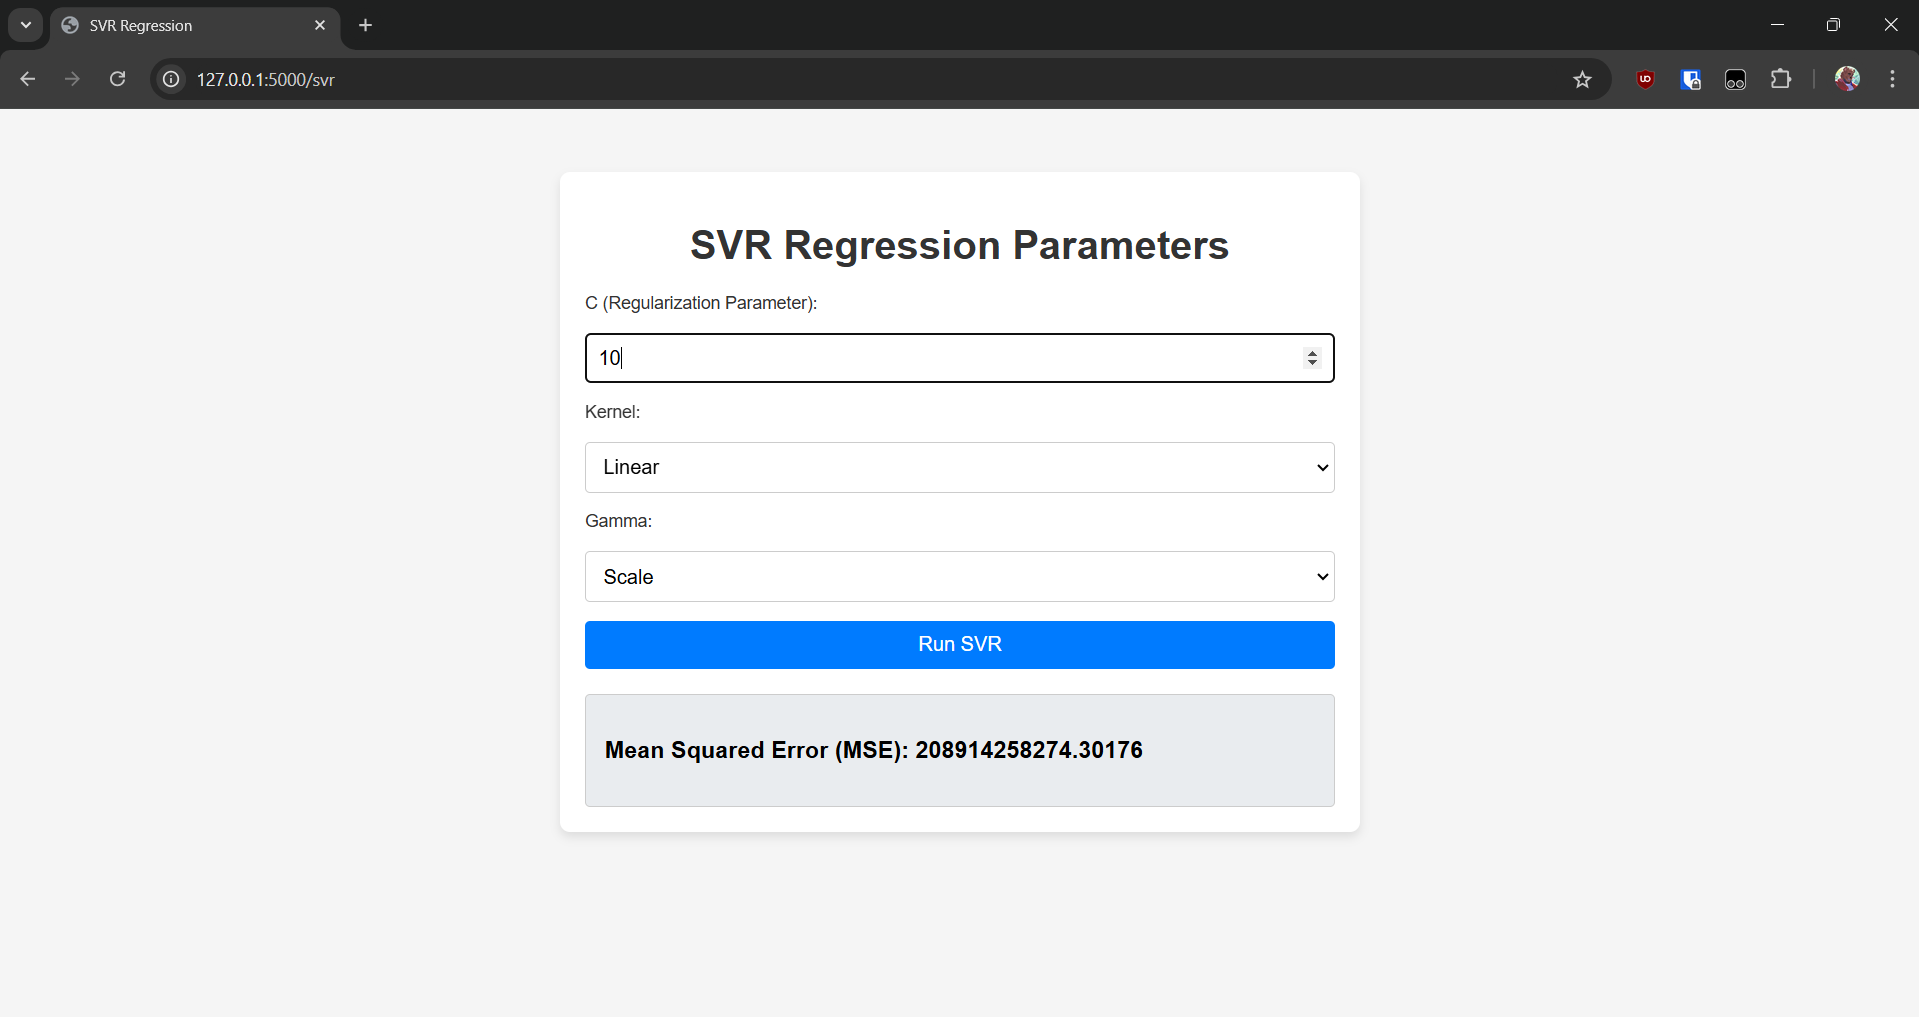 SVR Regression
127.0.0.1:5000/svr
SVR Regression Parameters
C (Regularization Parameter):
10
Kernel:
Linear
Gamma:
Scale
Run SVR
Mean Squared Error (MSE): 208914258274.30176